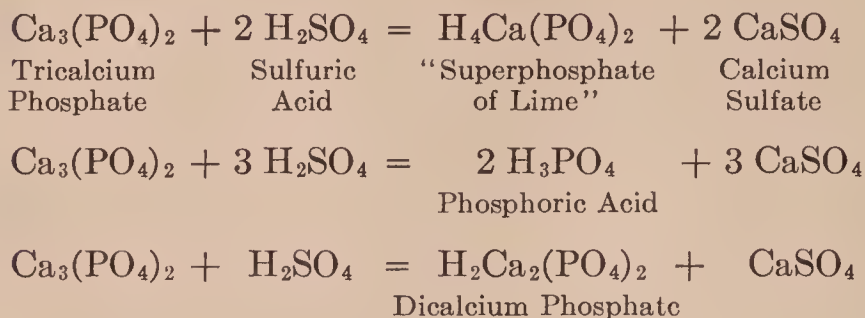 Ca₃(PO₄)₂ + 2 H₂SO₄ = H₄Ca(PO₄)₂ + 2 CaSO₄
Tricalcium Sulfuric “Superphosphate Calcium
Phosphate Acid of Lime” Sulfate
Ca₃(PO₄)₂ + 3 H₂SO₄ = 2 H₃PO₄ + 3 CaSO₄
Phosphoric Acid
Ca₃(PO₄)₂ + H₂SO₄ = H₂Ca₂(PO₄)₂ + CaSO₄
Dicalcium Phosphate